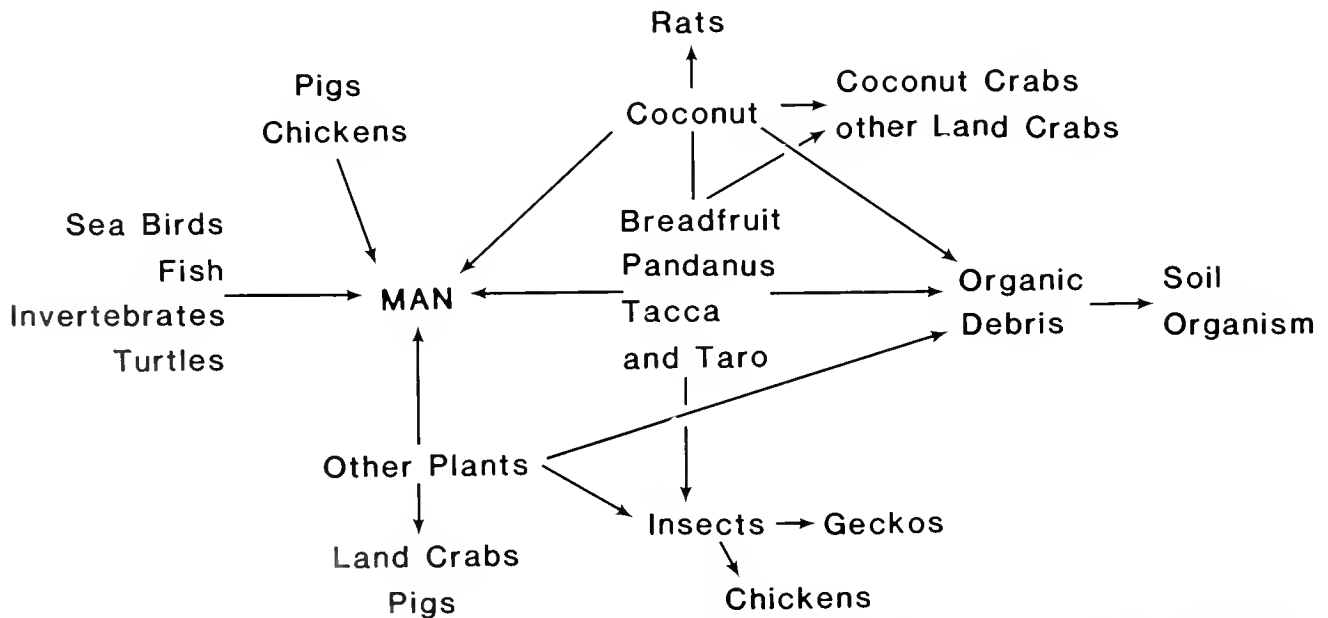 Rats
Pigs
Chickens
Coconut
Coconut Crabs
other Land Crabs
Sea Birds
Fish
Invertebrates
Turtles
MAN
Breadfruit
Pandanus
Tacca
and Taro
Organic
Debris
Soil
Organism
Other Plants
Land Crabs
Pigs
Insects
Geckos
Chickens